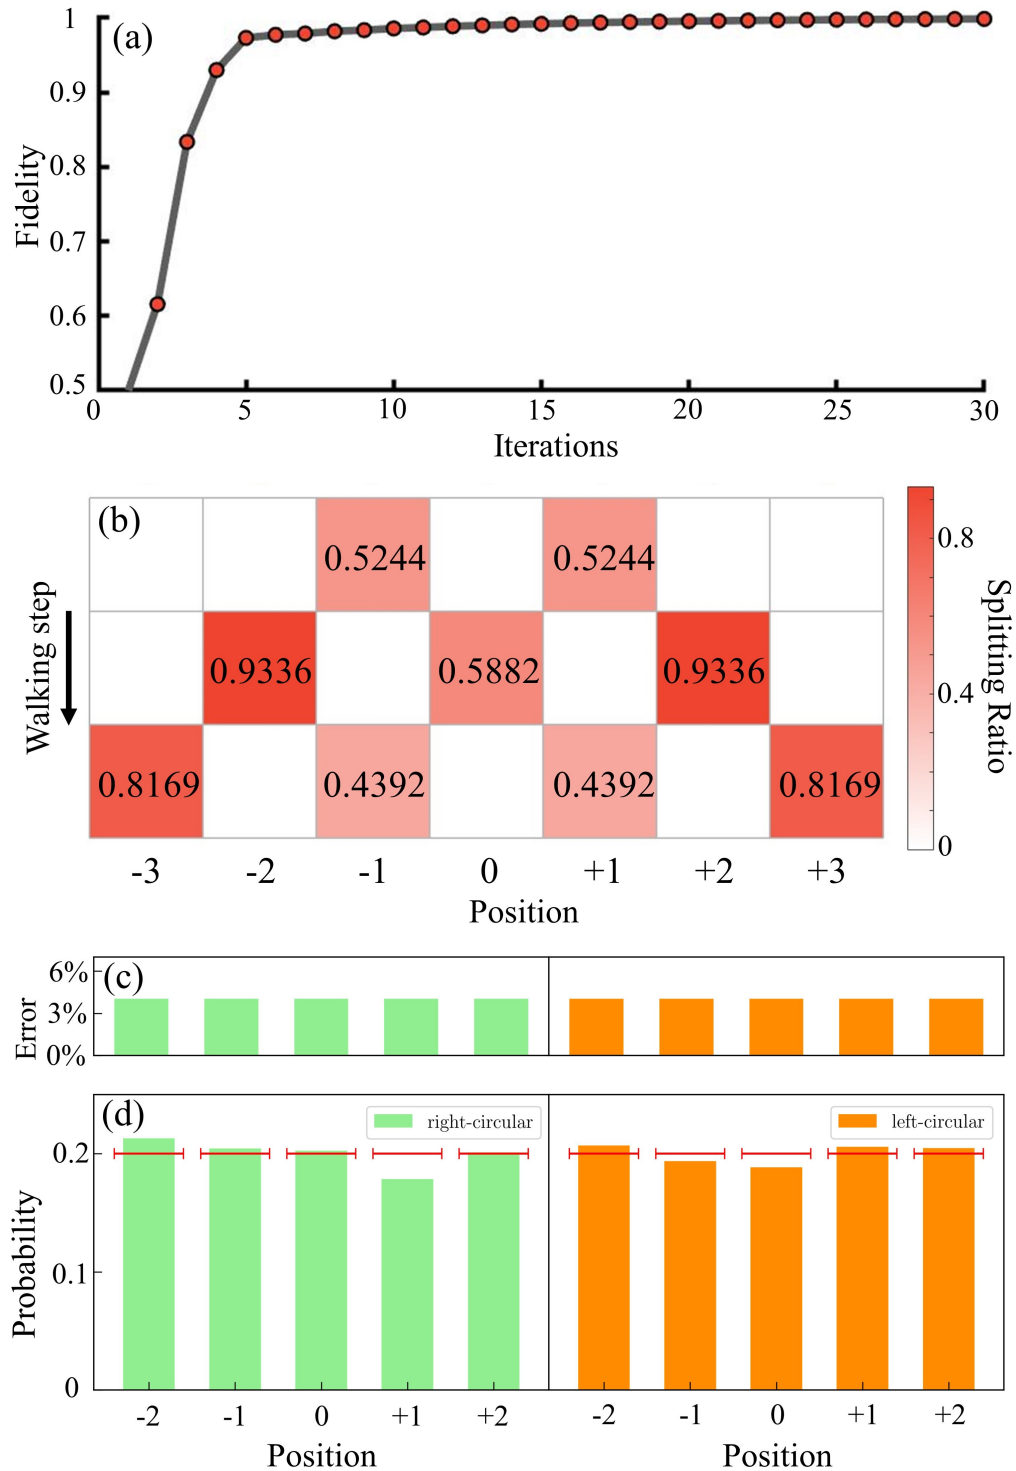 (a)
1
0.9
0.8
0.7
0.6
0.5
Fidelity
0 5 10 15 20 25 30
Iterations
(b)
0.5244 0.5244
0.9336 0.5882 0.9336
0.8169 0.4392 0.4392 0.8169
Walking step
-3 -2 -1 0 +1 +2 +3
Position
0.8
0.4
0
Splitting Ratio
(c)
6%
3%
0%
Error
(d)
right-circular
left-circular
0.2
0.1
0
Probability
-2 -1 0 +1 +2 -2 -1 0 +1 +2
Position Position